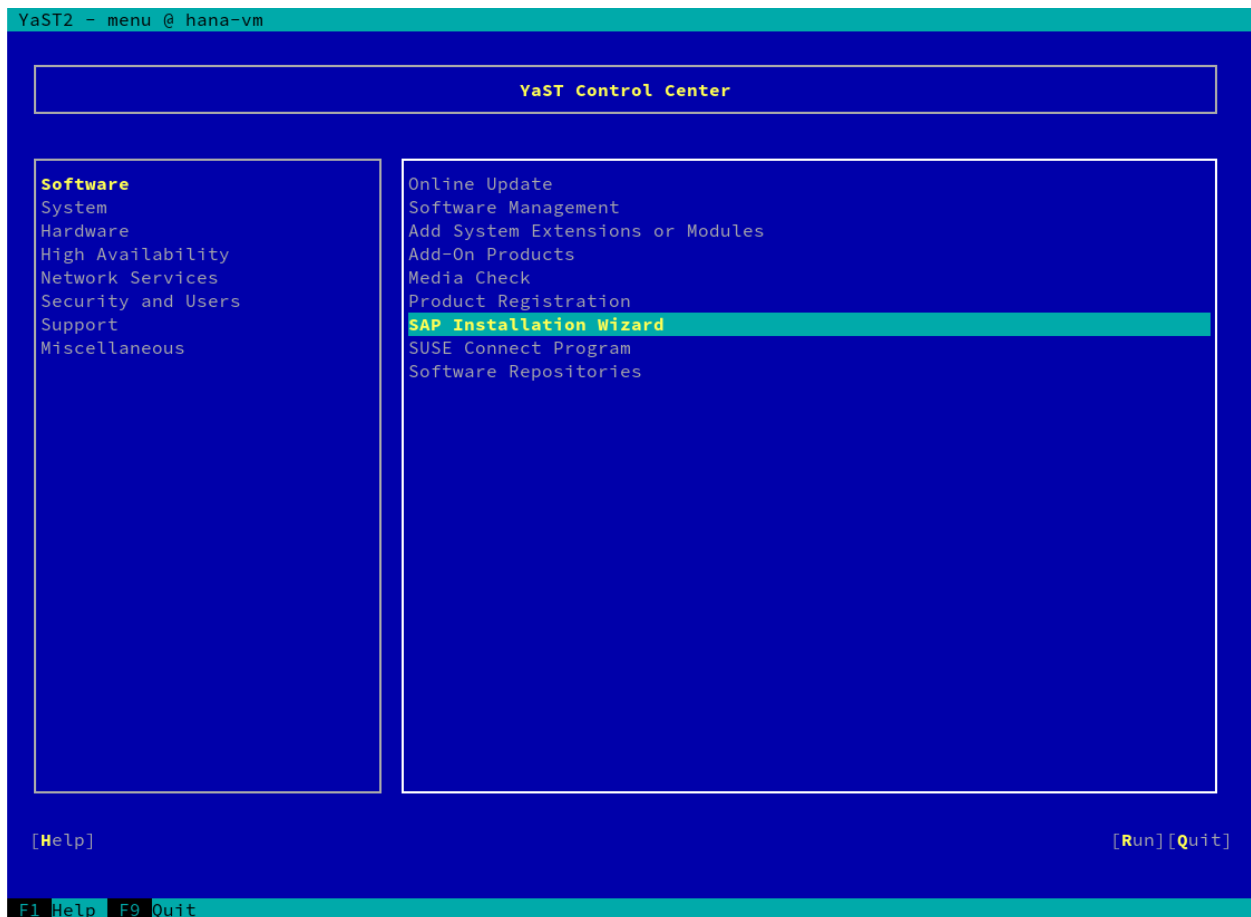 YaST2 - menu @ hana-vm
YaST Control Center
Software
System
Hardware
High Availability
Network Services
Security and Users
Support
Miscellaneous
Online Update
Software Management
Add System Extensions or Modules
Add-On Products
Media Check
Product Registration
SAP Installation Wizard
SUSE Connect Program
Software Repositories
[Help] [Run][Quit]
F1 Help F9 Quit